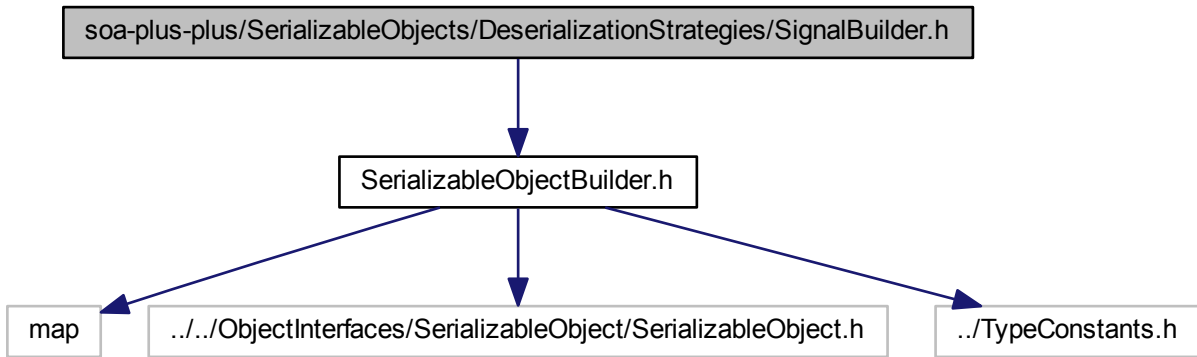 soa-plus-plus/SerializableObjects/DeserializationStrategies/SignalBuilder.h
SerializableObjectBuilder.h
map
../../ObjectInterfaces/SerializableObject/SerializableObject.h
../TypeConstants.h